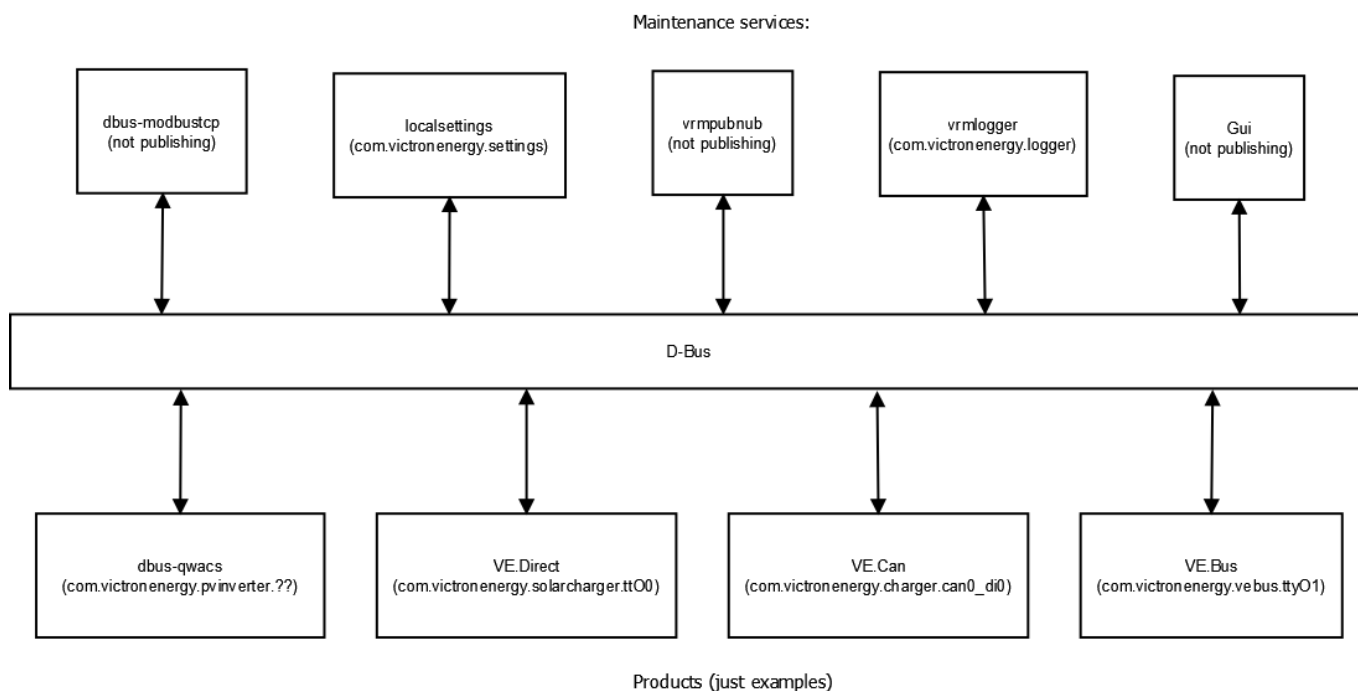 Maintenance services:
dbus-modbustcp
(not publishing)
localsettings
(com.victronenergy.settings)
vrmpubnub
(not publishing)
vrmlogger
(com.victronenergy.logger)
Gui
(not publishing)
D-Bus
dbus-qwacs
(com.victronenergy.pvinverter.??)
VE.Direct
(com.victronenergy.solarcharger.ttO0)
VE.Can
(com.victronenergy.charger.can0_di0)
VE.Bus
(com.victronenergy.vebus.ttyO1)
Products (just examples)